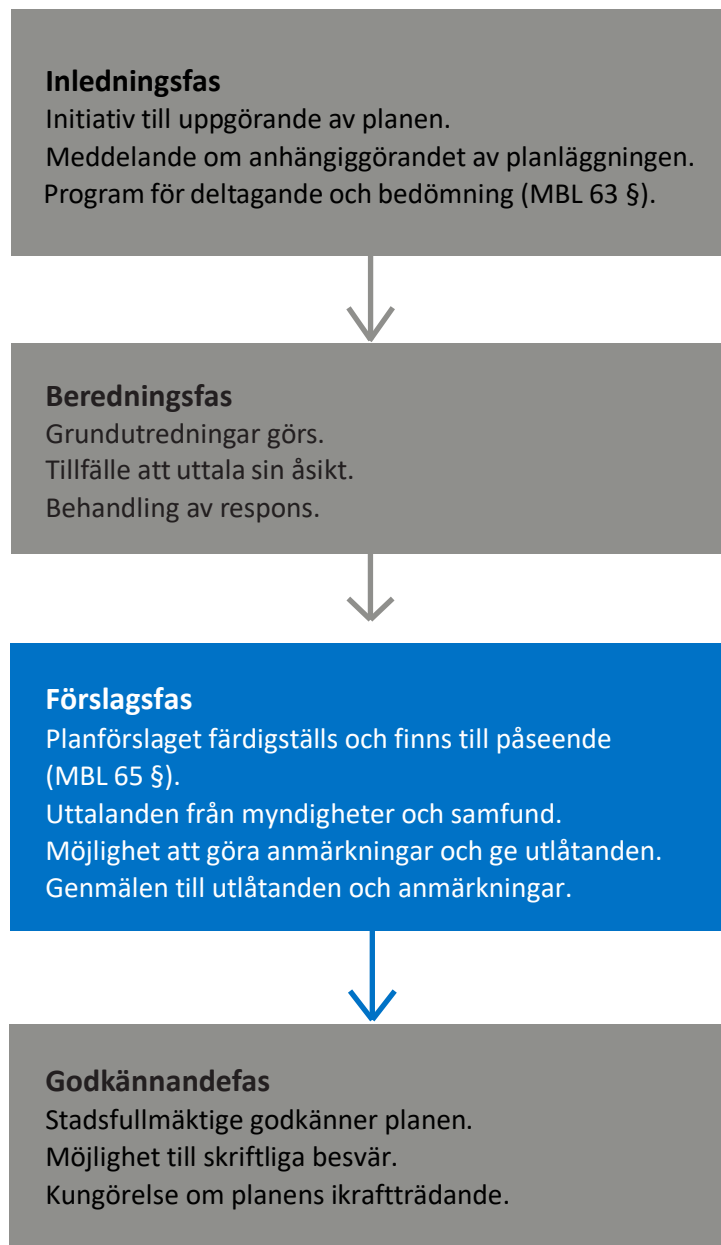 Inledningsfas
Initiativ till uppgörande av planen.
Meddelande om anhängiggörandet av planläggningen.
Program för deltagande och bedömning (MBL 63 §).
Beredningsfas
Grundutredningar görs.
Tillfälle att uttala sin åsikt.
Behandling av respons.
Förslagsfas
Planförslaget färdigställs och finns till påseende
(MBL 65 §).
Uttalanden från myndigheter och samfund.
Möjlighet att göra anmärkningar och ge utlåtanden.
Genmälen till utlåtanden och anmärkningar.
Godkännandefas
Stadsfullmäktige godkänner planen.
Möjlighet till skriftliga besvär.
Kungörelse om planens ikraftträdande.